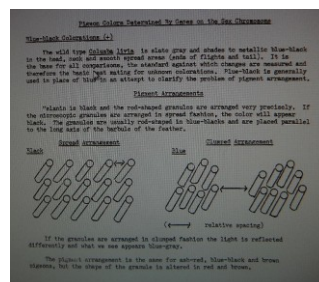 Pigeon Colors Determined By Genes on the Sex Chromosome
Blue-black Colorations (+)
The wild type Columba livia is slate gray and shades to metallic blue-black
in the head, neck and smooth spread areas (ends of flights and tail). It is
the base for all comparisons, the standard against which changes are measured and
therefore the basic rating for unknown colorations. Blue-black is generally
used in place of blue in an attempt to clarify the problem of pigment arrangement.
Pigment Arrangements
Melanin is black and the rod-shaped granules are arranged very precisely. If
the microscopic granules are arranged in spread fashion, the color will appear
black. The granules are usually rod-shaped in blue-blacks and are placed parallel
to the long axis of the barbule of the feather.
Spread Arrangement
Clumped Arrangement
Black
Blue
( relative spacing)
If the granules are arranged in clumped fashion the light is reflected
differently and what we see appears blue-gray.
The pigment arrangement is the same for ash-red, blue-black and brown
pigeons, but the shape of the granule is altered in red and brown.